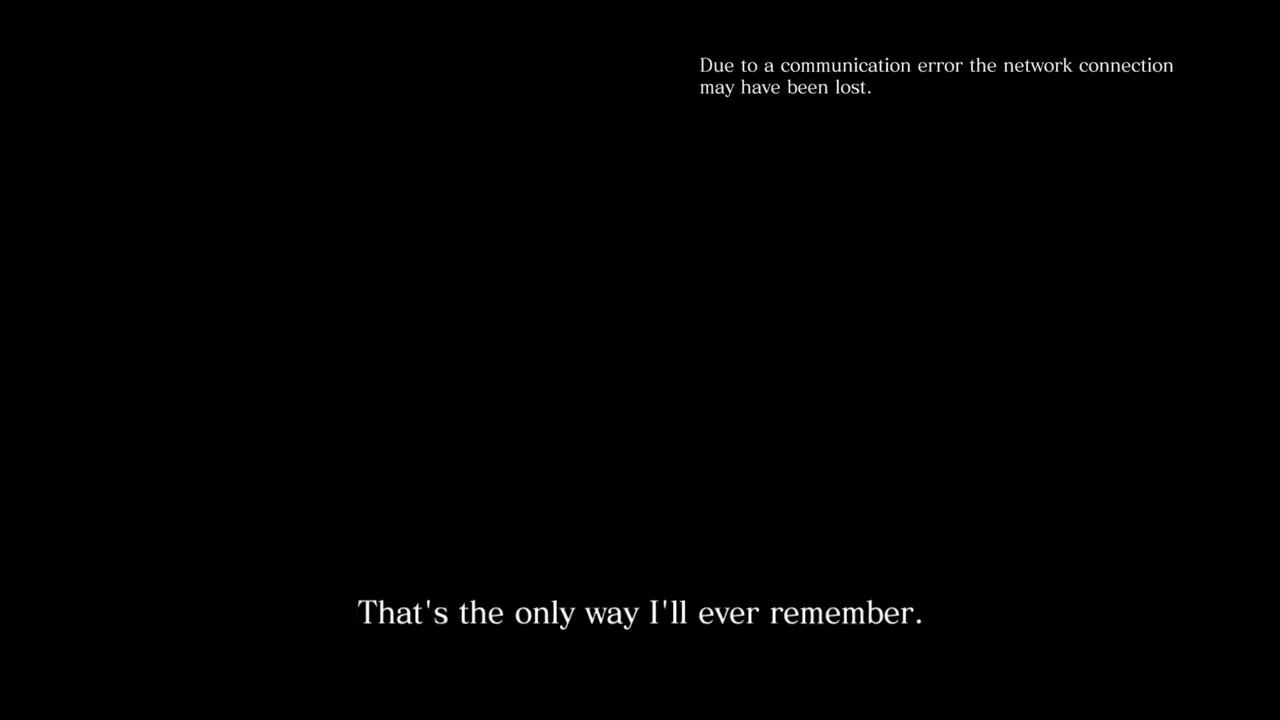 Due to a communication error the network connection
may have been lost.
That's the only way I'll ever remember.